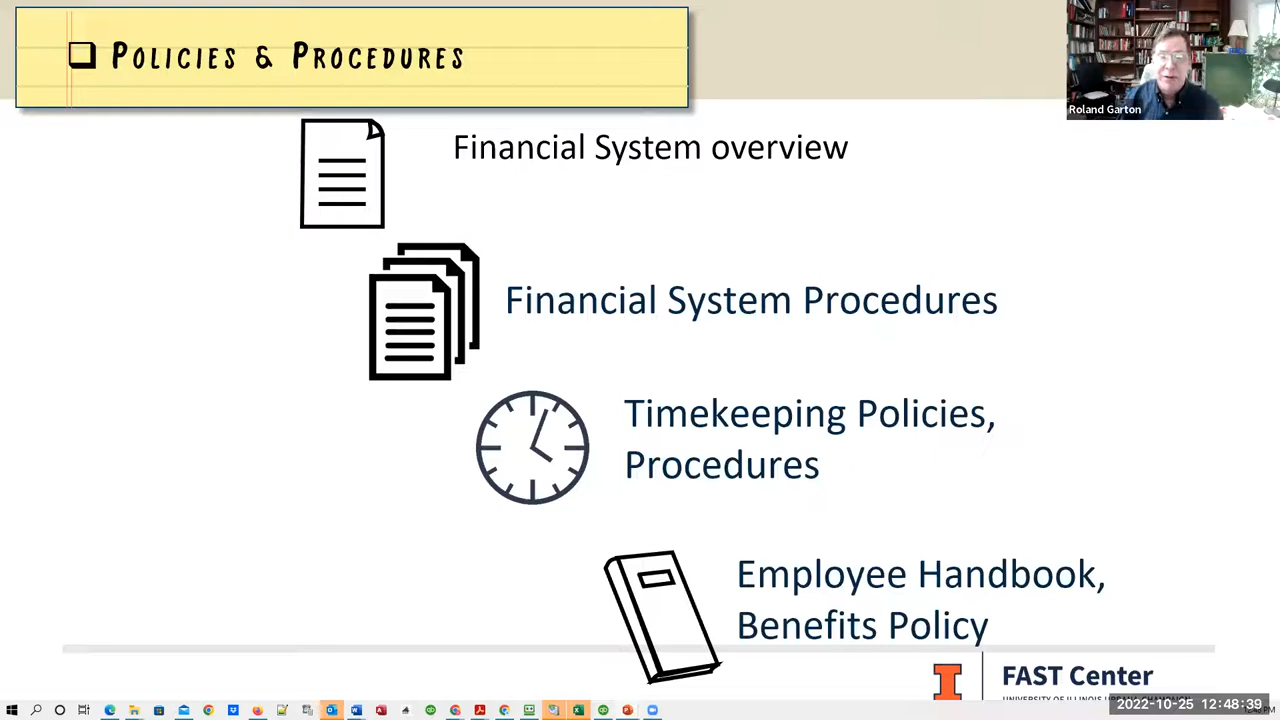 POLICIES & PROCEDURES
Roland Garton
Financial System overview
Financial System Procedures
Timekeeping Policies,
Procedures
Employee Handbook,
Benefits Policy
I
FAST Center
2022-10-25 12:48:39